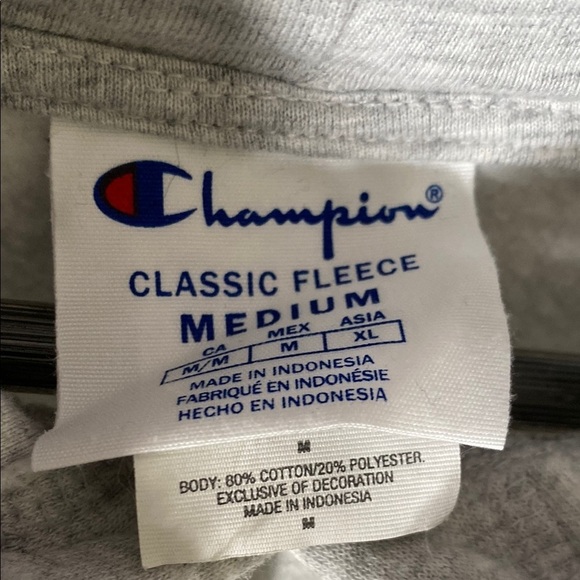 Champion®
CLASSIC FLEECE
MEDIUM
CA MEX ASIA
M/M M XL
MADE IN INDONESIA
FABRIQUÉ EN INDONÉSIE
HECHO EN INDONESIA
M
BODY: 80% COTTON/20% POLYESTER.
EXCLUSIVE OF DECORATION
MADE IN INDONESIA
M